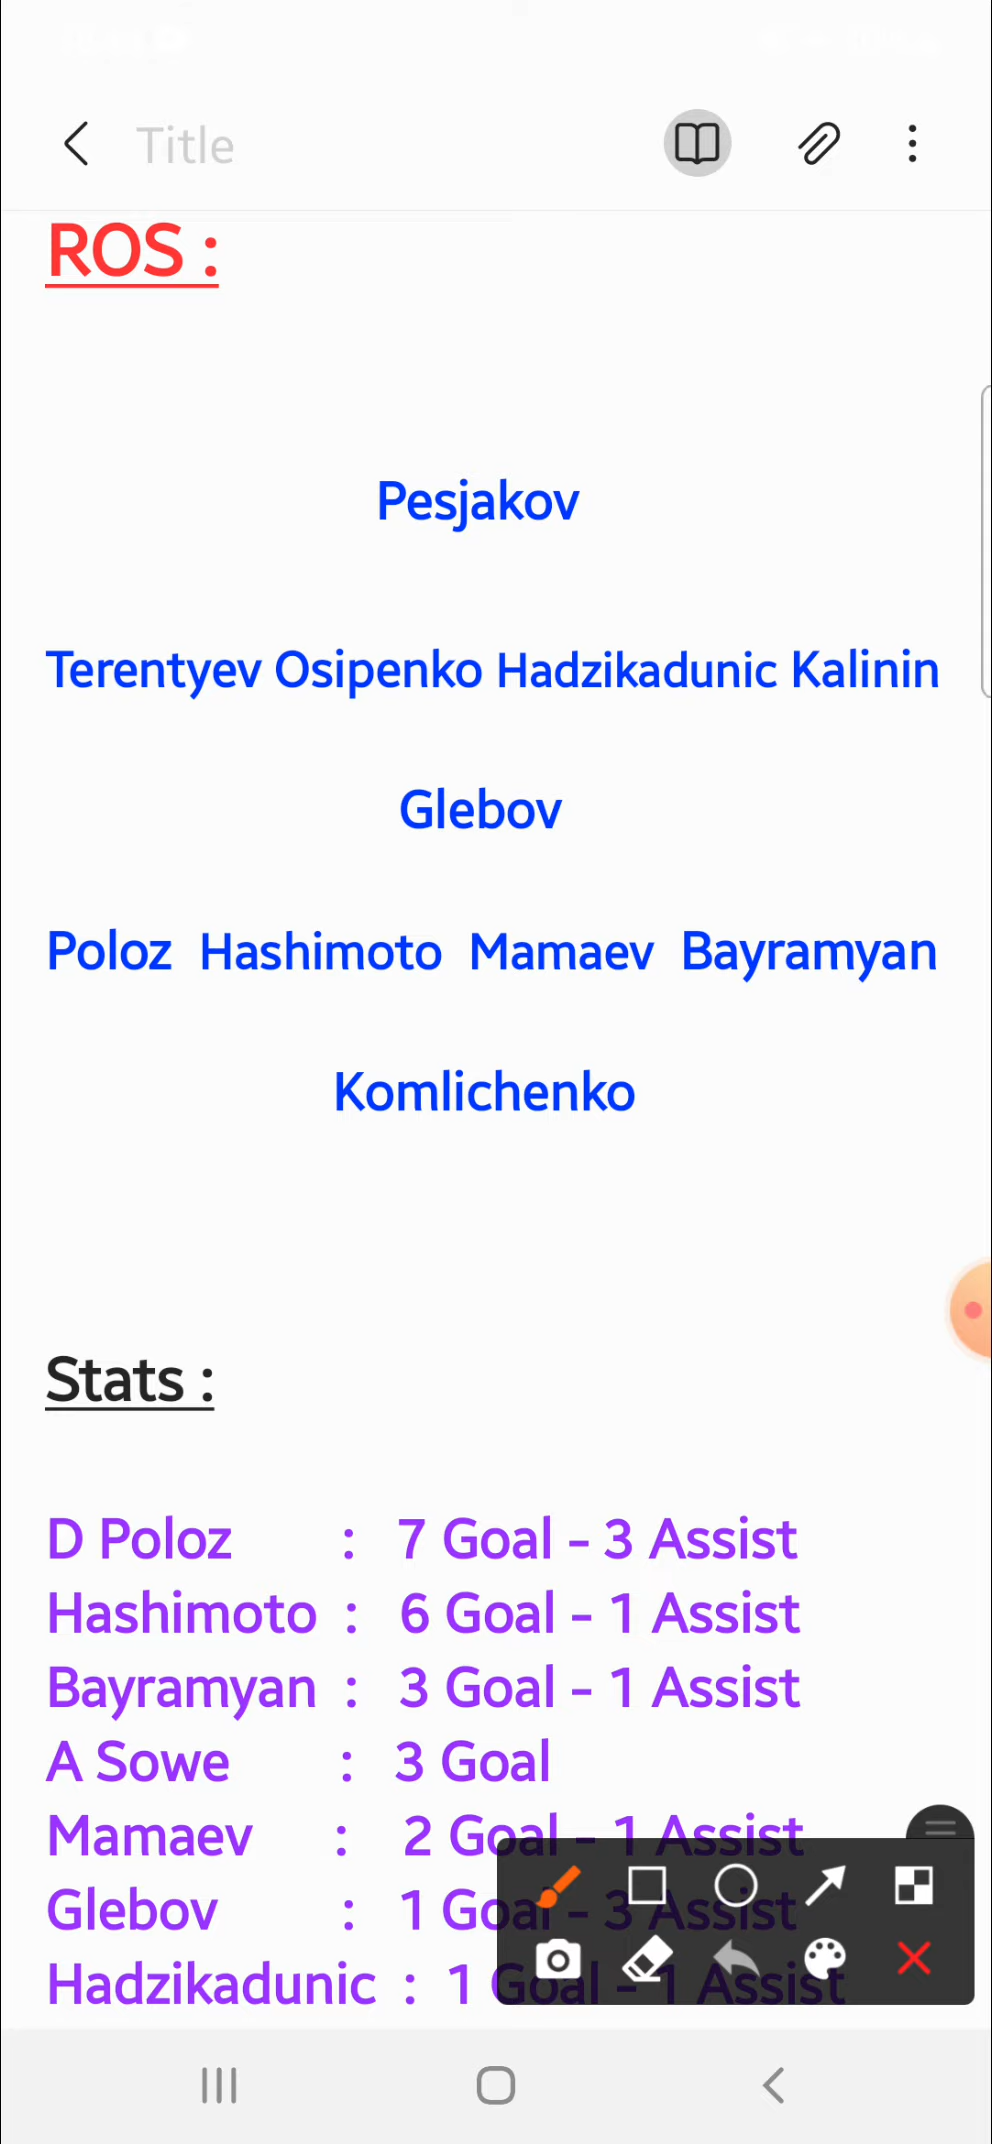 Title
ROS :
Pesjakov
Terentyev Osipenko Hadzikadunic Kalinin
Glebov
Poloz Hashimoto Mamaev Bayramyan
Komlichenko
Stats :
D Poloz : 7 Goal - 3 Assist
Hashimoto : 6 Goal - 1 Assist
Bayramyan : 3 Goal - 1 Assist
A Sowe : 3 Goal
Mamaev : 2 Goal - 1 Assist
Glebov : 1 Goal - 3 Assist
Hadzikadunic : 1 Goal - 1 Assist